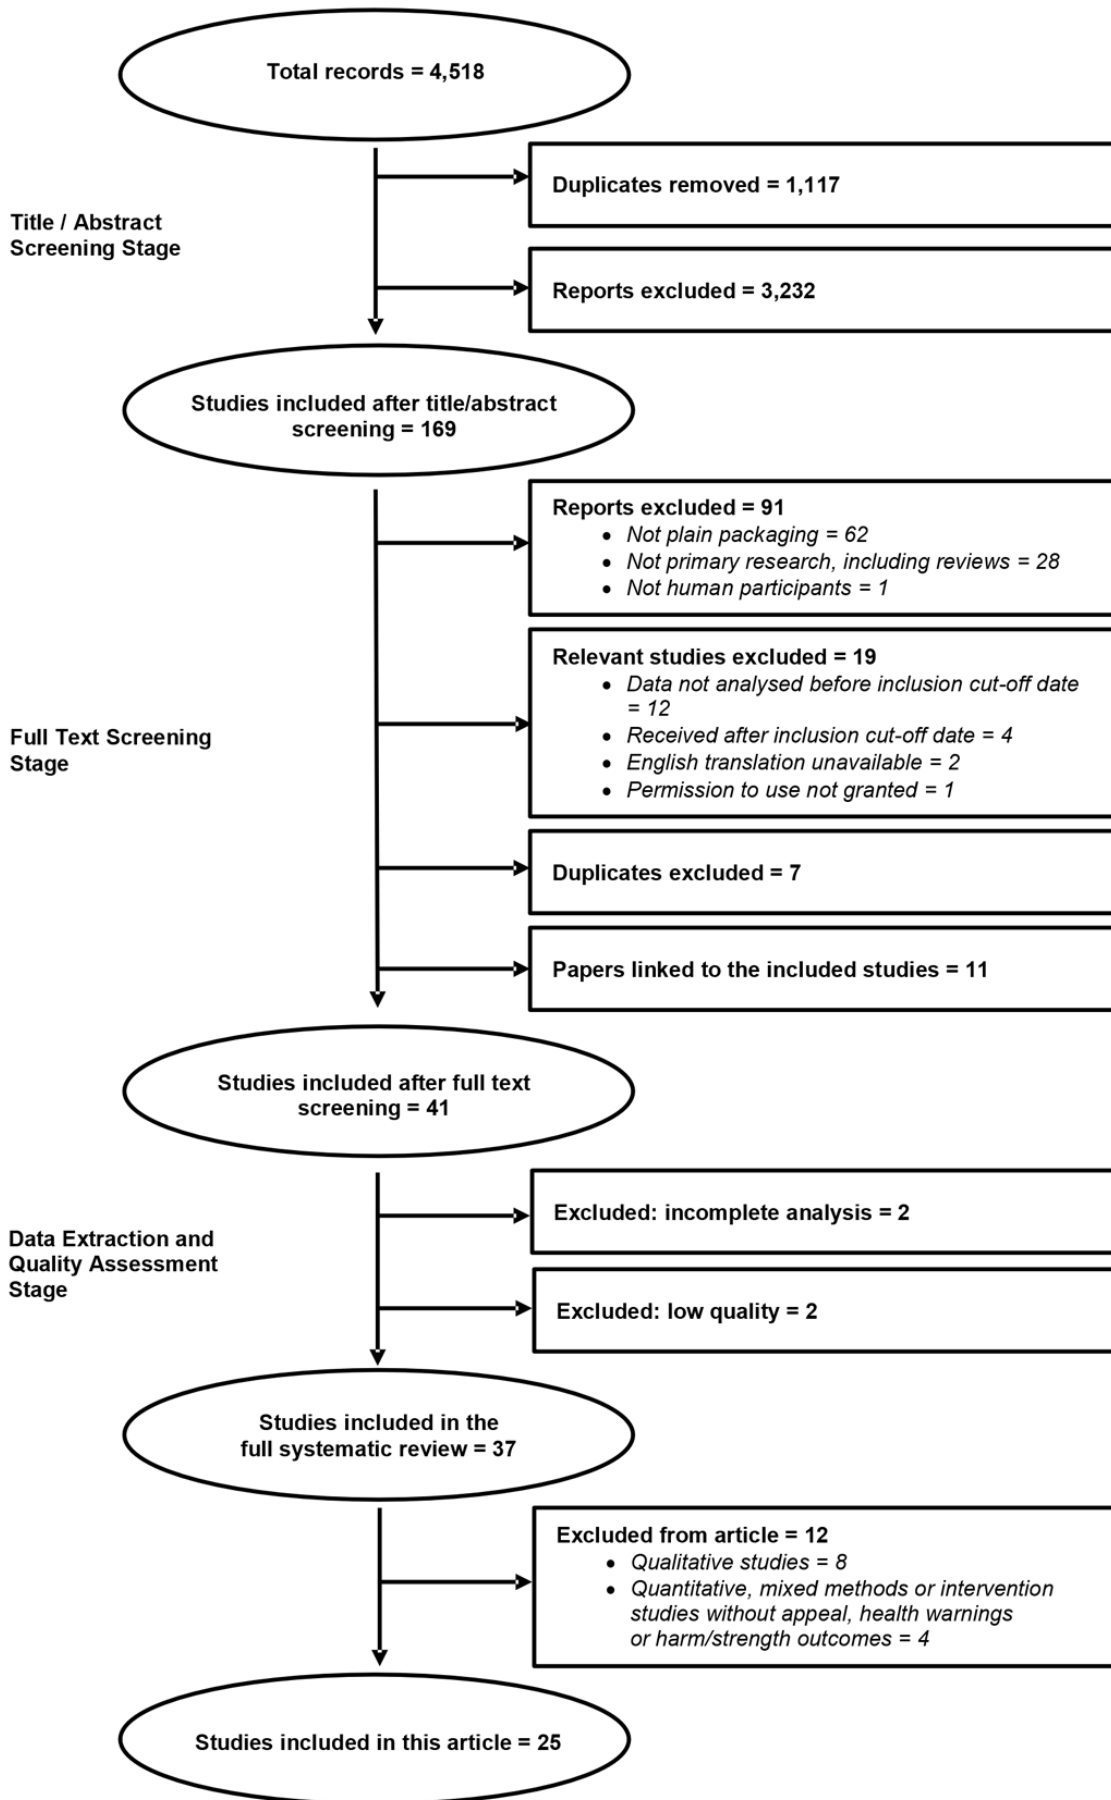 Total records = 4,518
Duplicates removed = 1,117
Title / Abstract
Screening Stage
Reports excluded = 3,232
Studies included after title/abstract
screening = 169
Reports excluded = 91
• Not plain packaging = 62
• Not primary research, including reviews = 28
• Not human participants = 1
Relevant studies excluded = 19
• Data not analysed before inclusion cut-off date
= 12
• Received after inclusion cut-off date = 4
• English translation unavailable = 2
• Permission to use not granted = 1
Full Text Screening
Stage
Duplicates excluded = 7
Papers linked to the included studies = 11
Studies included after full text
screening = 41
Excluded: incomplete analysis = 2
Data Extraction and
Quality Assessment
Stage
Excluded: low quality = 2
Studies included in the
full systematic review = 37
Excluded from article = 12
• Qualitative studies = 8
• Quantitative, mixed methods or intervention
studies without appeal, health warnings
or harm/strength outcomes = 4
Studies included in this article = 25